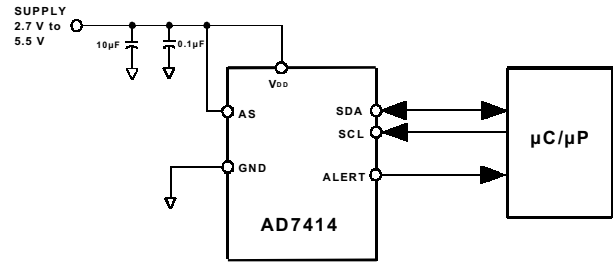 SUPPLY
2.7 V to
5.5 V
10µF
0.1µF
VDD
AS
SDA
SCL
µC/µP
GND
ALERT
AD7414